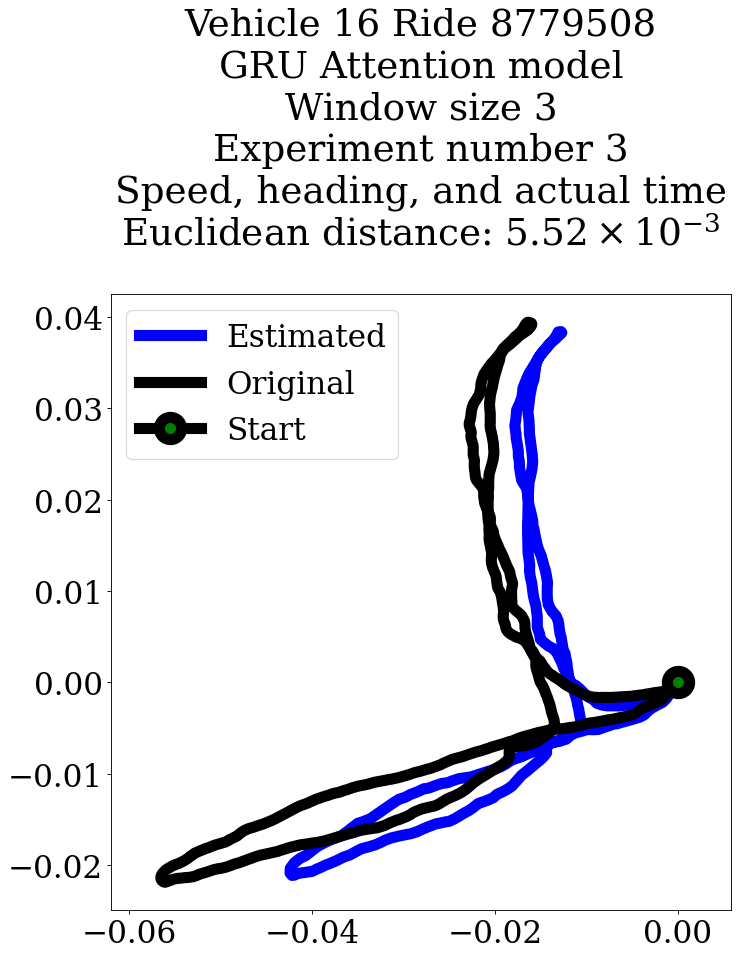 Vehicle 16 Ride 8779508
GRU Attention model
Window size 3
Experiment number 3
Speed, heading, and actual time
Euclidean distance: 5.52 × 10⁻³
0.04
Estimated
Original
0.03
Start
0.02
0.01
0.00
−0.01
−0.02
−0.06 −0.04 −0.02 0.00